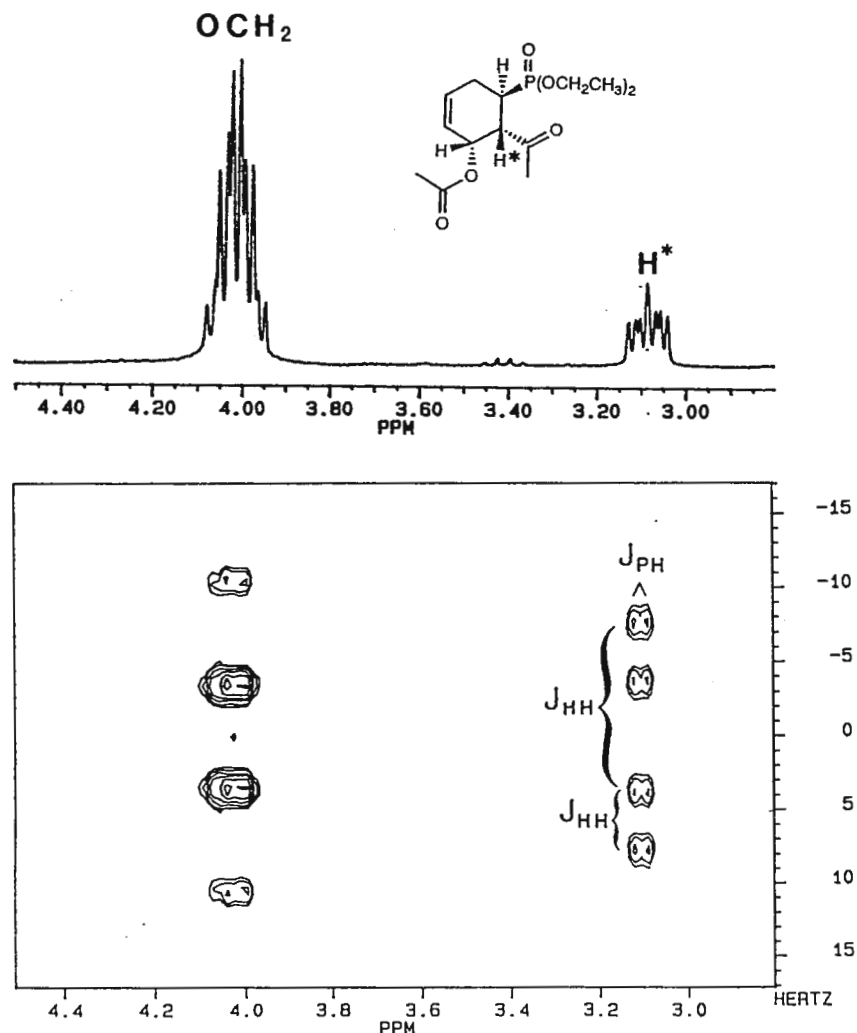 OCH2
O
H
P(OCH2CH3)2
O
H
H*
O
O
H*
4.40 4.20 4.00 3.80 3.60 3.40 3.20 3.00
PPM
-15
JPH
-10
-5
JHH
0
JHH
5
10
15
HERTZ
4.4 4.2 4.0 3.8 3.6 3.4 3.2 3.0
PPM